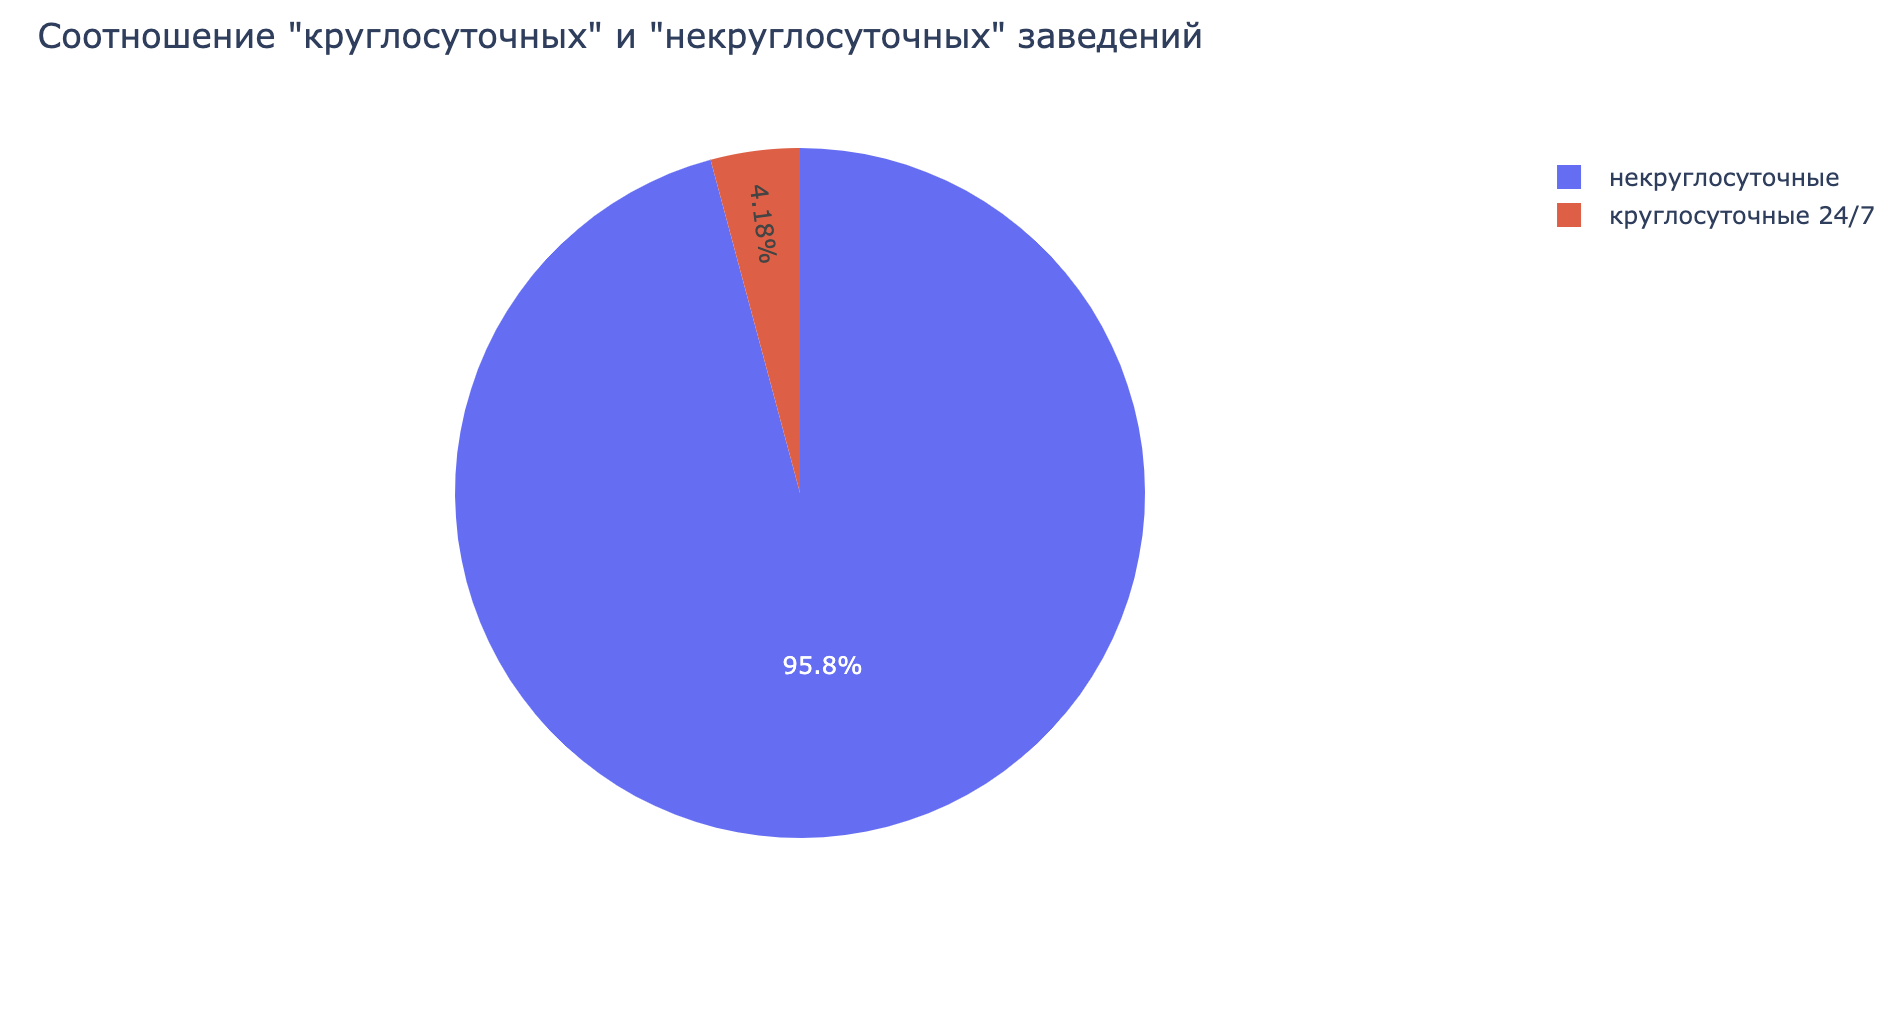 Соотношение "круглосуточных" и "некруглосуточных" заведений
некруглосуточные
круглосуточные 24/7
4.18%
95.8%